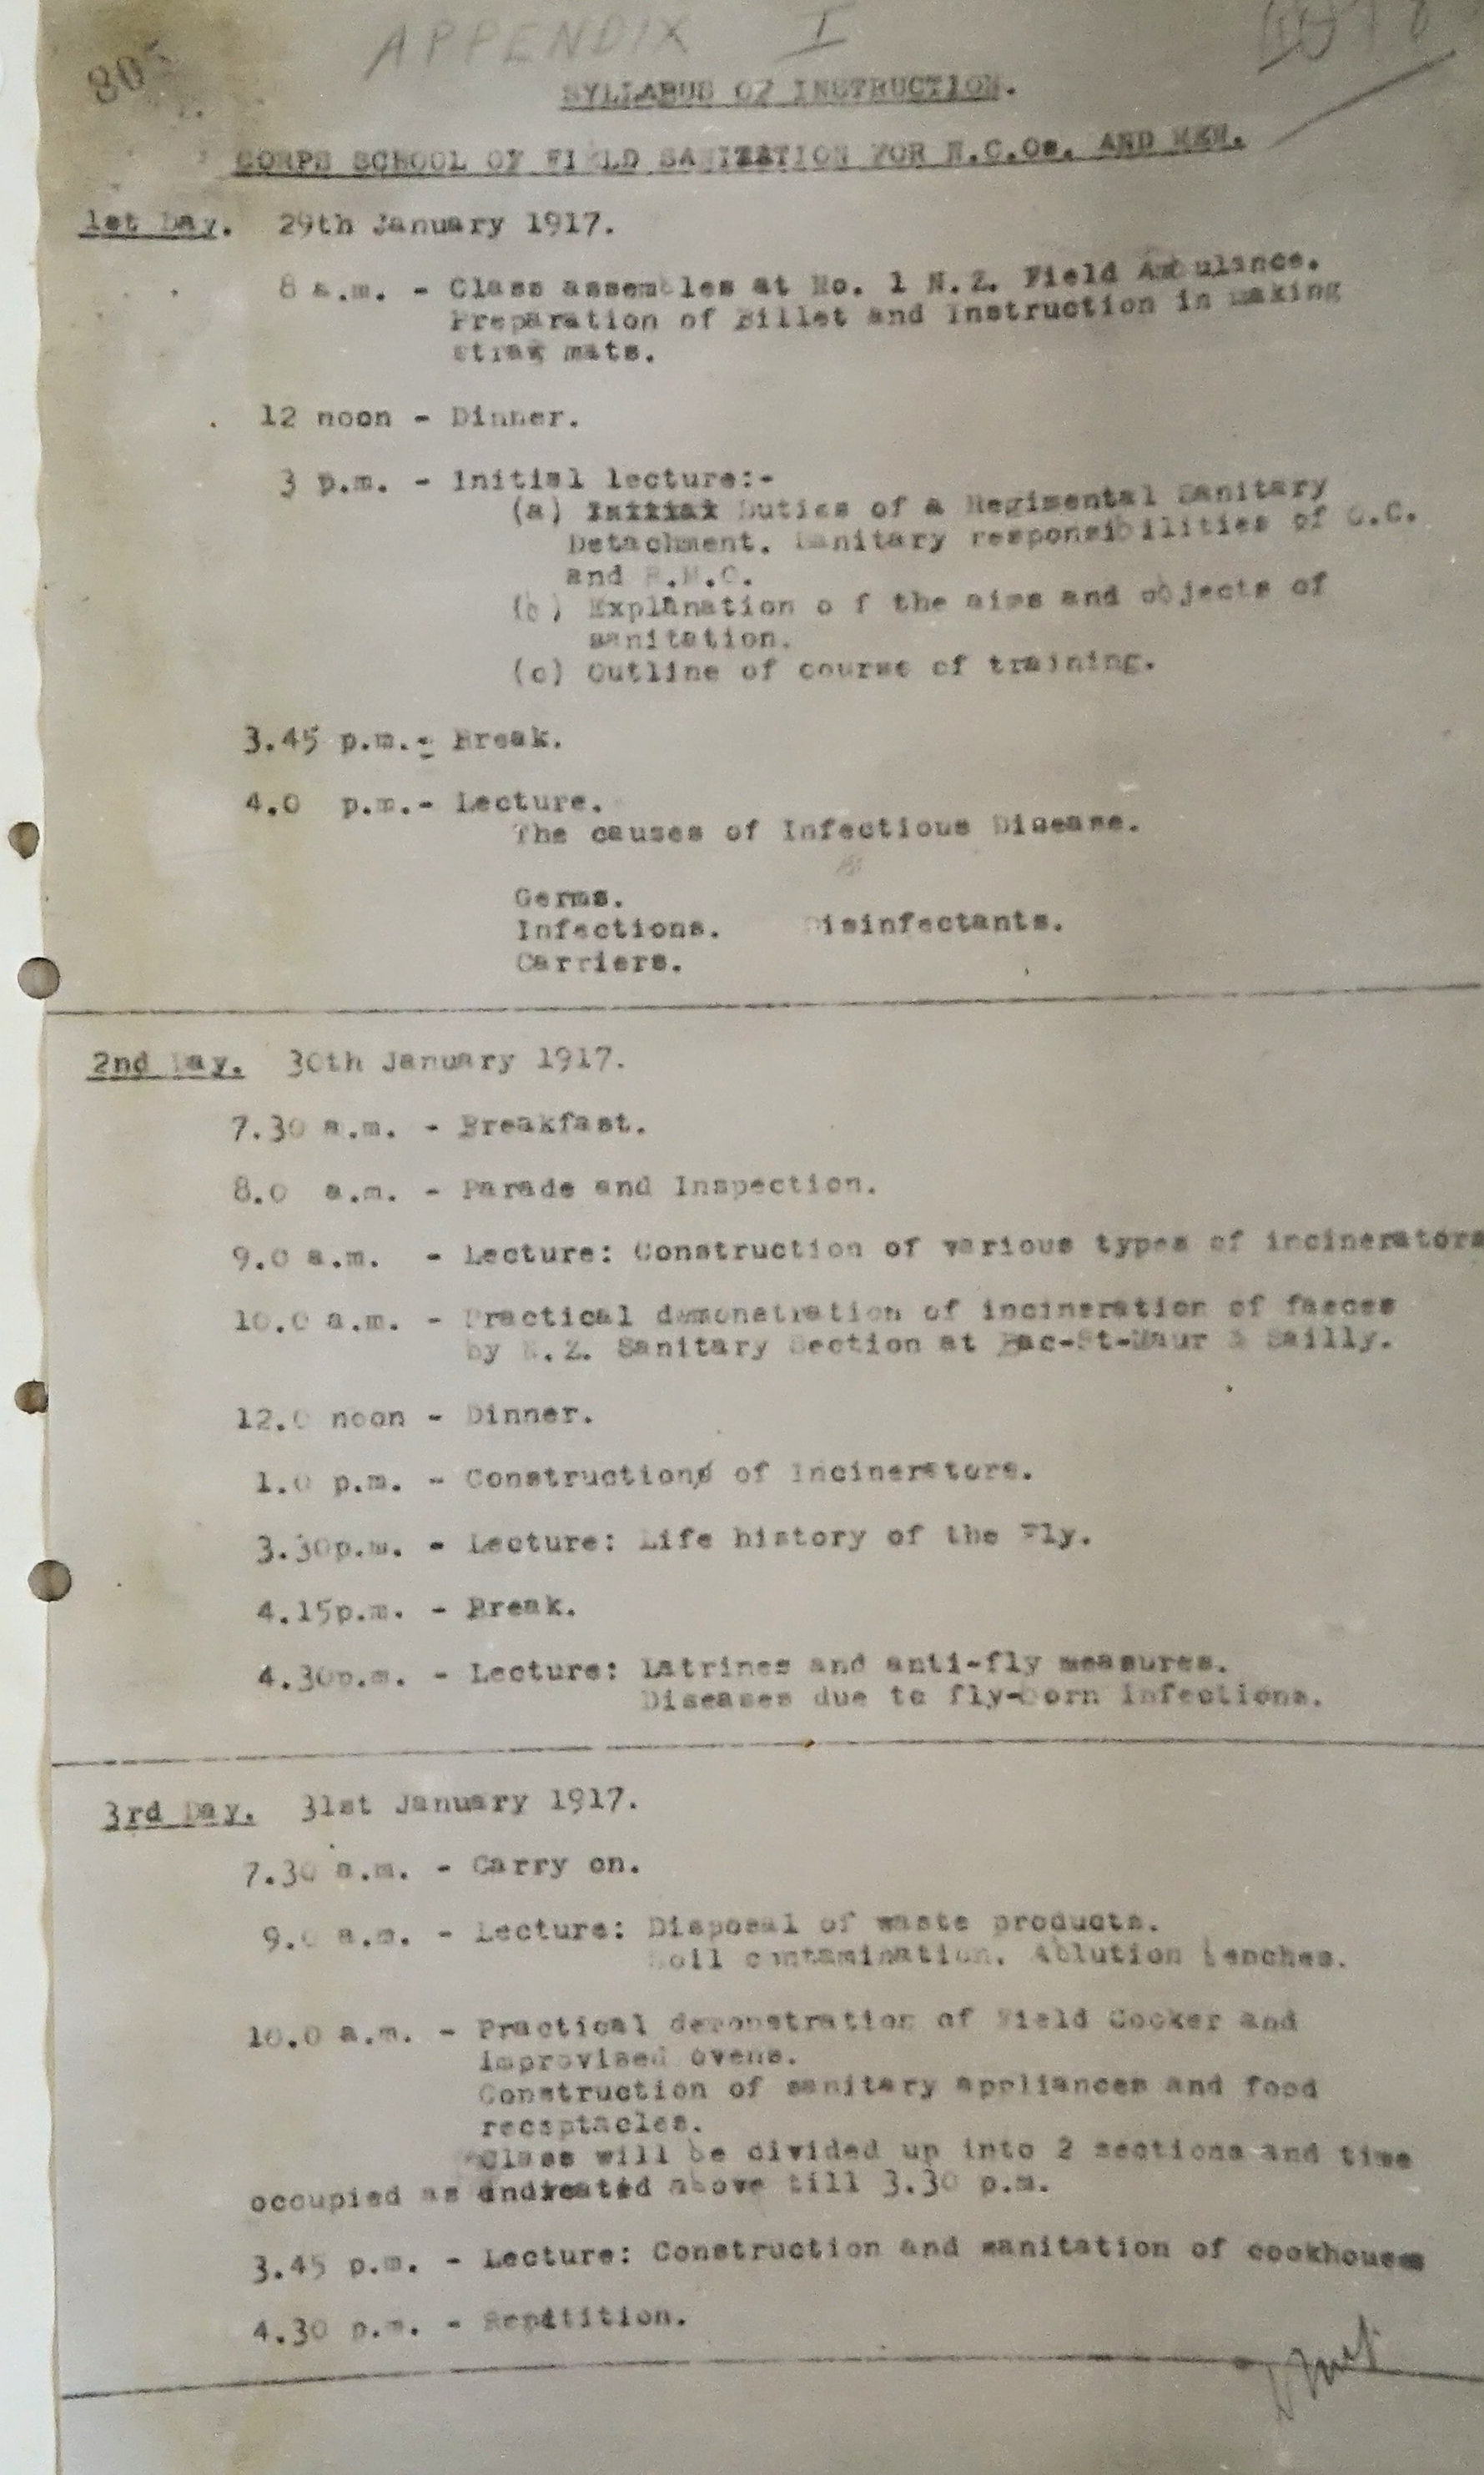 APPENDIX I
80
SYLLABUS OF INSTRUCTION.
CORPS SCHOOL OF FIELD SANITATION FOR N.C.Os. AND MEN.
1st Day. 29th January 1917.
8 a.m. - Class assembles at No. 1 N.Z. Field Ambulance.
Preparation of Billet and Instruction in making
straw mats.
12 noon - Dinner.
3 p.m. - Initial lecture:-
(a) Initial Duties of a Regimental Sanitary
Detachment. Sanitary responsibilities of O.C.
and R.M.O.
(b) Explanation o f the aims and objects of
sanitation.
(c) Outline of course of training.
3.45 p.m.- Break.
4.0 p.m.- Lecture.
The causes of Infectious Disease.
Germs.
Infections. Disinfectants.
Carriers.
2nd Day. 30th January 1917.
7.30 a.m. - Breakfast.
8.0 a.m. - Parade and Inspection.
9.0 a.m. - Lecture: Construction of various types of incinerators
10.0 a.m. - Practical demonstration of incineration of faeces
by N.Z. Sanitary Section at Bac-St-Maur & Sailly.
12.0 noon - Dinner.
1.0 p.m. - Construction of Incinerators.
3.30p.m. - Lecture: Life history of the Fly.
4.15p.m. - Break.
4.30p.m. - Lecture: Latrines and anti-fly measures.
Diseases due to fly-born infections.
3rd Day. 31st January 1917.
7.30 a.m. - Carry on.
9.0 a.m. - Lecture: Disposal of waste products.
Soil contamination. Ablution benches.
10.0 a.m. - Practical demonstration of Field Cooker and
improvised ovens.
Construction of sanitary appliances and food
receptacles.
Class will be divided up into 2 sections and time
occupied as indicated above till 3.30 p.m.
3.45 p.m. - Lecture: Construction and sanitation of cookhouses
4.30 p.m. - Repitition.